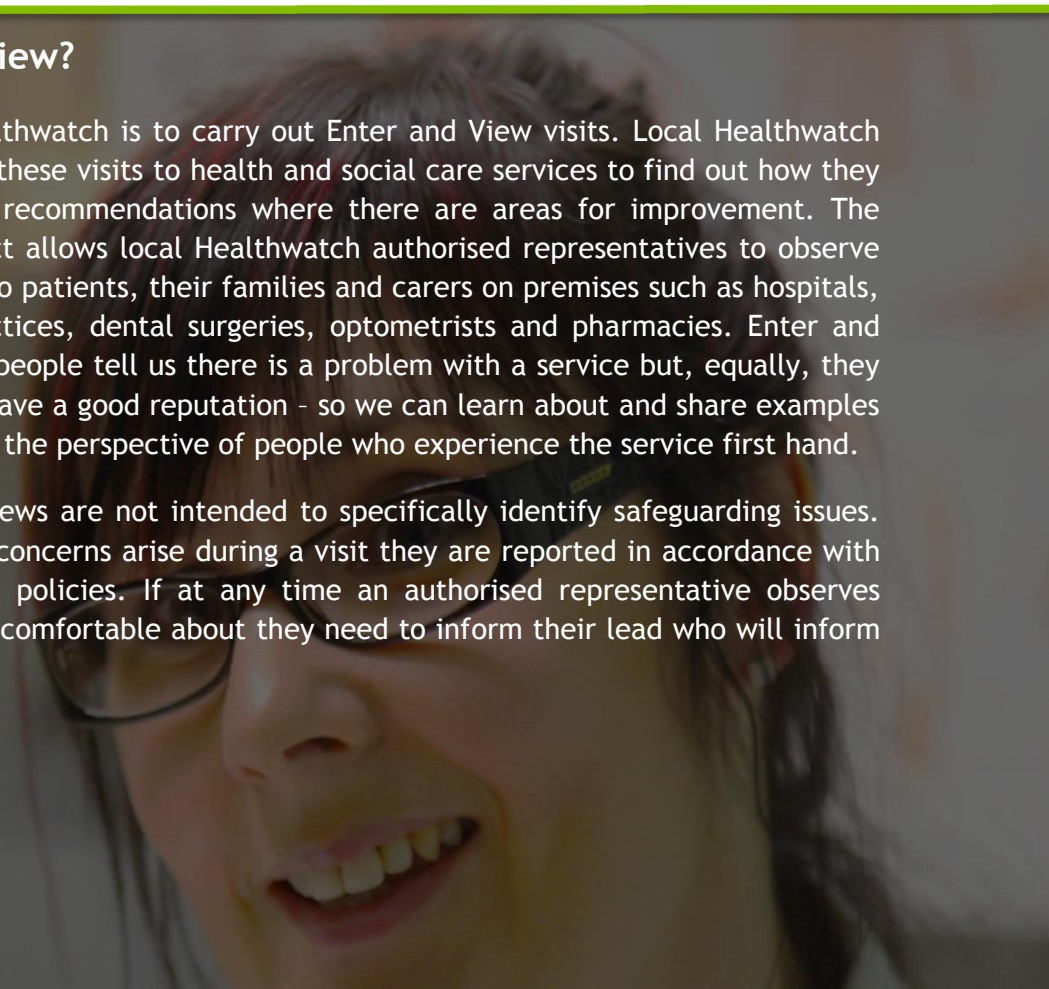 iew?
lthwatch is to carry out Enter and View visits. Local Healthwatch
these visits to health and social care services to find out how they
recommendations where there are areas for improvement. The
ct allows local Healthwatch authorised representatives to observe
o patients, their families and carers on premises such as hospitals,
ctices, dental surgeries, optometrists and pharmacies. Enter and
people tell us there is a problem with a service but, equally, they
ave a good reputation – so we can learn about and share examples
the perspective of people who experience the service first hand.
ews are not intended to specifically identify safeguarding issues.
concerns arise during a visit they are reported in accordance with
policies. If at any time an authorised representative observes
comfortable about they need to inform their lead who will inform